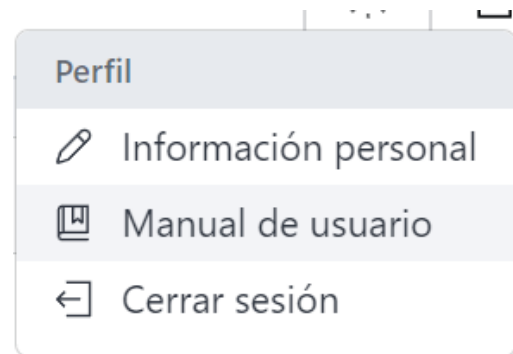 Perfil
Información personal
Manual de usuario
Cerrar sesión